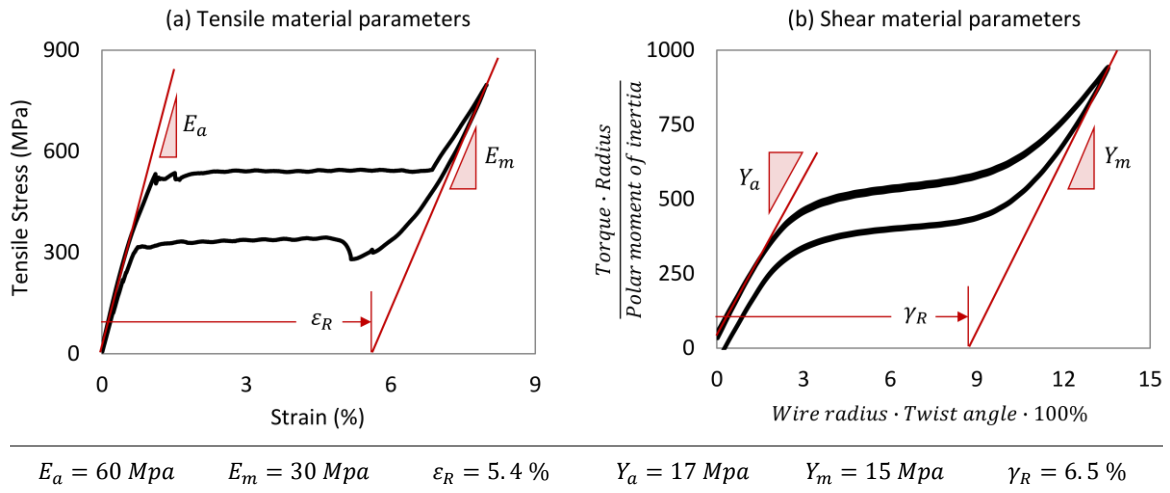 (a) Tensile material parameters
900
600
300
0
Tensile Stress (MPa)
E_a
E_m
ε_R
0 3 6 9
Strain (%)
(b) Shear material parameters
1000
750
500
250
0
Torque · Radius
Polar moment of inertia
Y_a
Y_m
γ_R
0 3 6 9 12 15
Wire radius · Twist angle · 100%
E_a = 60 Mpa E_m = 30 Mpa ε_R = 5.4 % Y_a = 17 Mpa Y_m = 15 Mpa γ_R = 6.5 %